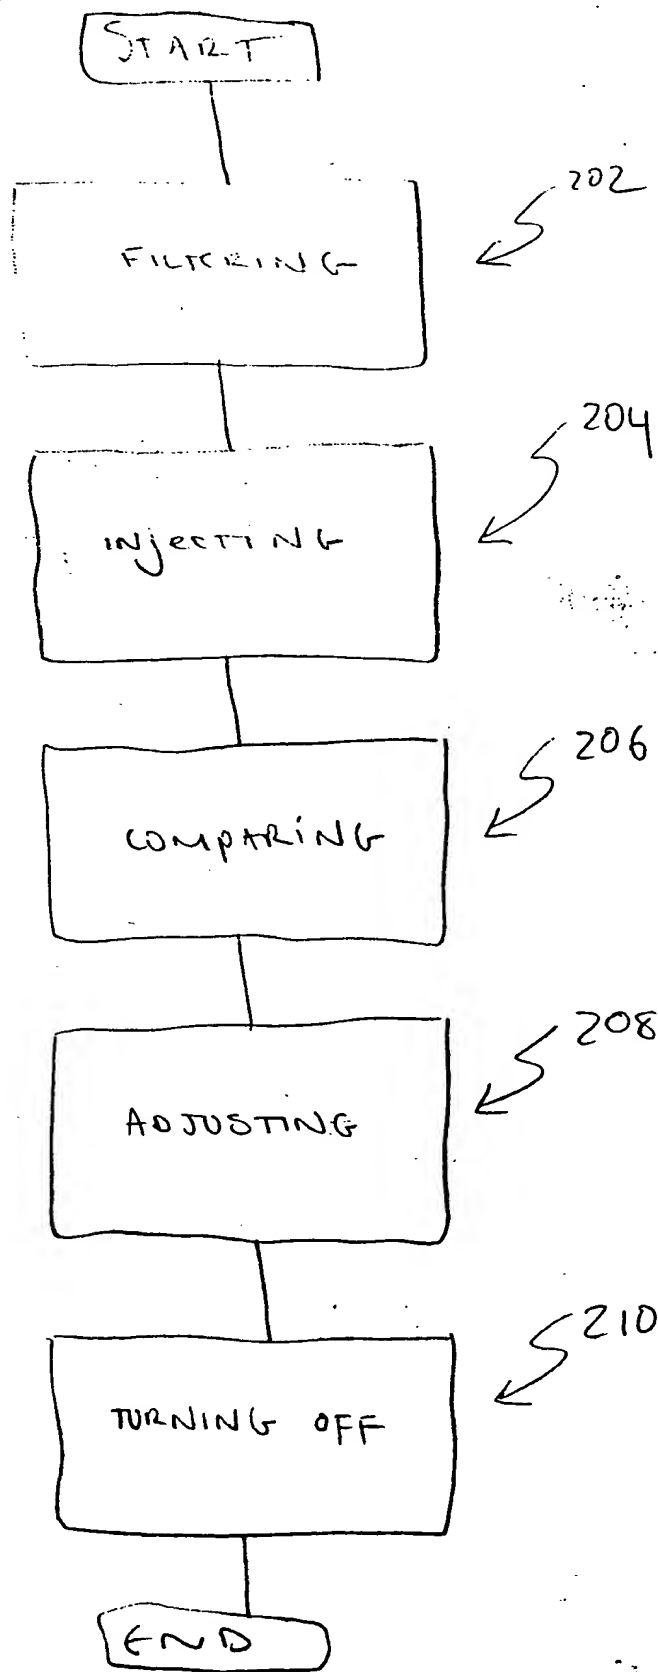 START
202
FILTERING
204
INjECTING
206
COMPARiNG
208
ADJUSTING
210
TURNING OFF
END